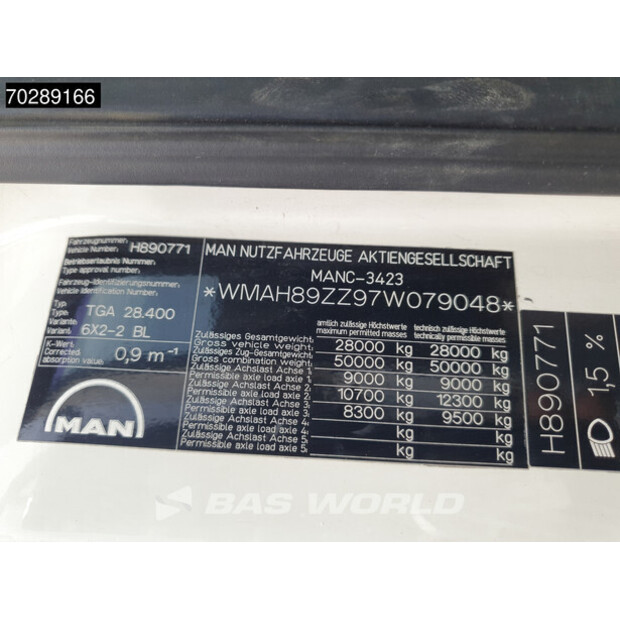 70289166
Fahrzeugnummer:
Vehicle Number: H890771
Betriebserlaubnis Nummer:
Type approval number:
Fahrzeug-Identifizierungsnummer:
Vehicle Identification Number:
Typ:
Type: TGA 28.400
Variante:
Variant: 6X2-2 BL
K-Wert:
Corrected absorption value: 0,9 m⁻¹
MAN
MAN NUTZFAHRZEUGE AKTIENGESELLSCHAFT
MANC-3423
*WMAH89ZZ97W079048*
amtlich zulässige Höchstwerte technisch zulässige Höchstwerte
maximum permitted masses technically permissible masses
Zulässiges Gesamtgewicht:
Gross vehicle weight: 28000 kg 28000 kg
Zulässiges Zug-Gesamtgewicht:
Gross combination weight: 50000 kg 50000 kg
Zulässige Achslast Achse 1:
Permissible axle load axle 1: 9000 kg 9000 kg
Zulässige Achslast Achse 2:
Permissible axle load axle 2: 10700 kg 12300 kg
Zulässige Achslast Achse 3:
Permissible axle load axle 3: 8300 kg 9500 kg
Zulässige Achslast Achse 4:
Permissible axle load axle 4: kg kg
Zulässige Achslast Achse 5:
Permissible axle load axle 5: kg kg
H890771
1,5 %
BAS WORLD